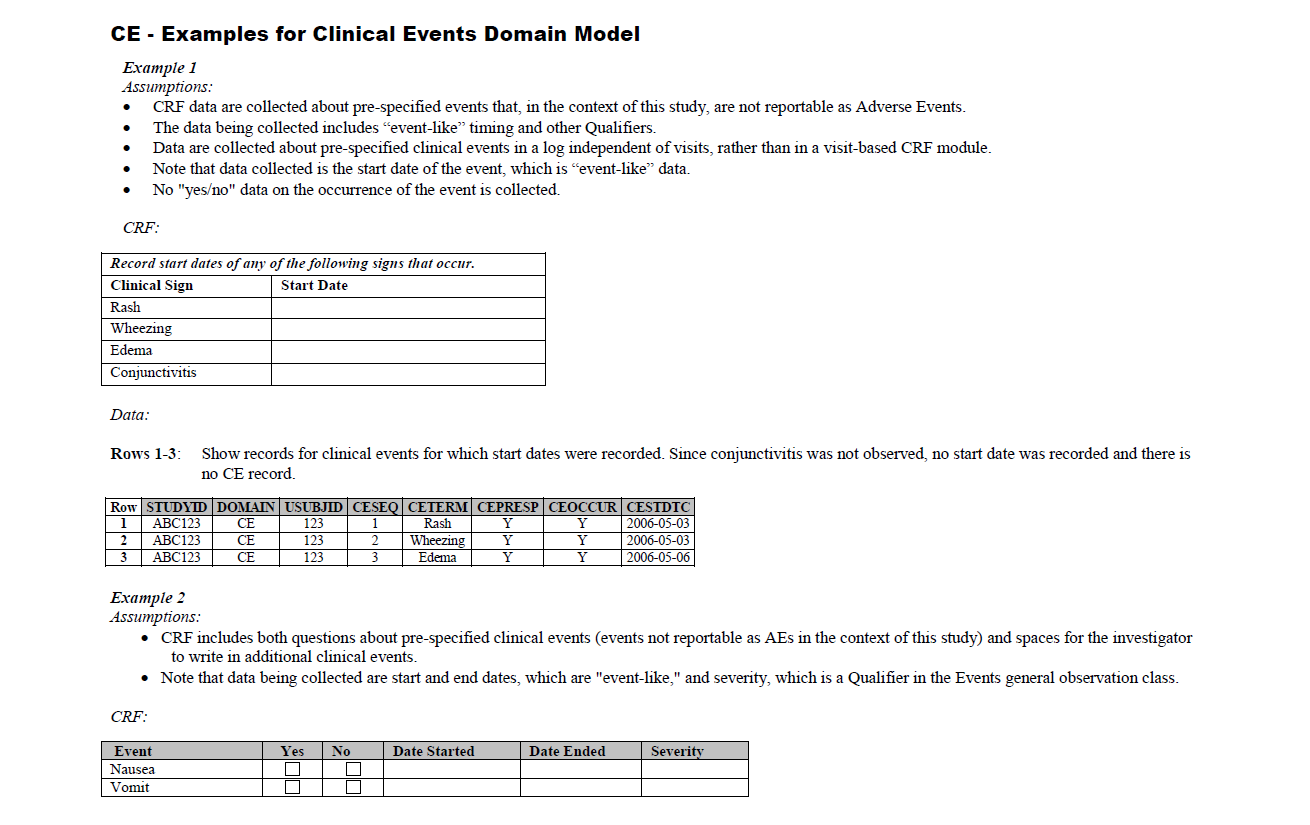 CE - Examples for Clinical Events Domain Model
Example 1
Assumptions:
• CRF data are collected about pre-specified events that, in the context of this study, are not reportable as Adverse Events.
• The data being collected includes “event-like” timing and other Qualifiers.
• Data are collected about pre-specified clinical events in a log independent of visits, rather than in a visit-based CRF module.
• Note that data collected is the start date of the event, which is “event-like” data.
• No "yes/no" data on the occurrence of the event is collected.
CRF:
Record start dates of any of the following signs that occur.
Clinical Sign Start Date
Rash
Wheezing
Edema
Conjunctivitis
Data:
Rows 1-3: Show records for clinical events for which start dates were recorded. Since conjunctivitis was not observed, no start date was recorded and there is
no CE record.
Row STUDYID DOMAIN USUBJID CESEQ CETERM CEPRESP CEOCCUR CESTDTC
1 ABC123 CE 123 1 Rash Y Y 2006-05-03
2 ABC123 CE 123 2 Wheezing Y Y 2006-05-03
3 ABC123 CE 123 3 Edema Y Y 2006-05-06
Example 2
Assumptions:
• CRF includes both questions about pre-specified clinical events (events not reportable as AEs in the context of this study) and spaces for the investigator
to write in additional clinical events.
• Note that data being collected are start and end dates, which are "event-like," and severity, which is a Qualifier in the Events general observation class.
CRF:
Event Yes No Date Started Date Ended Severity
Nausea
Vomit